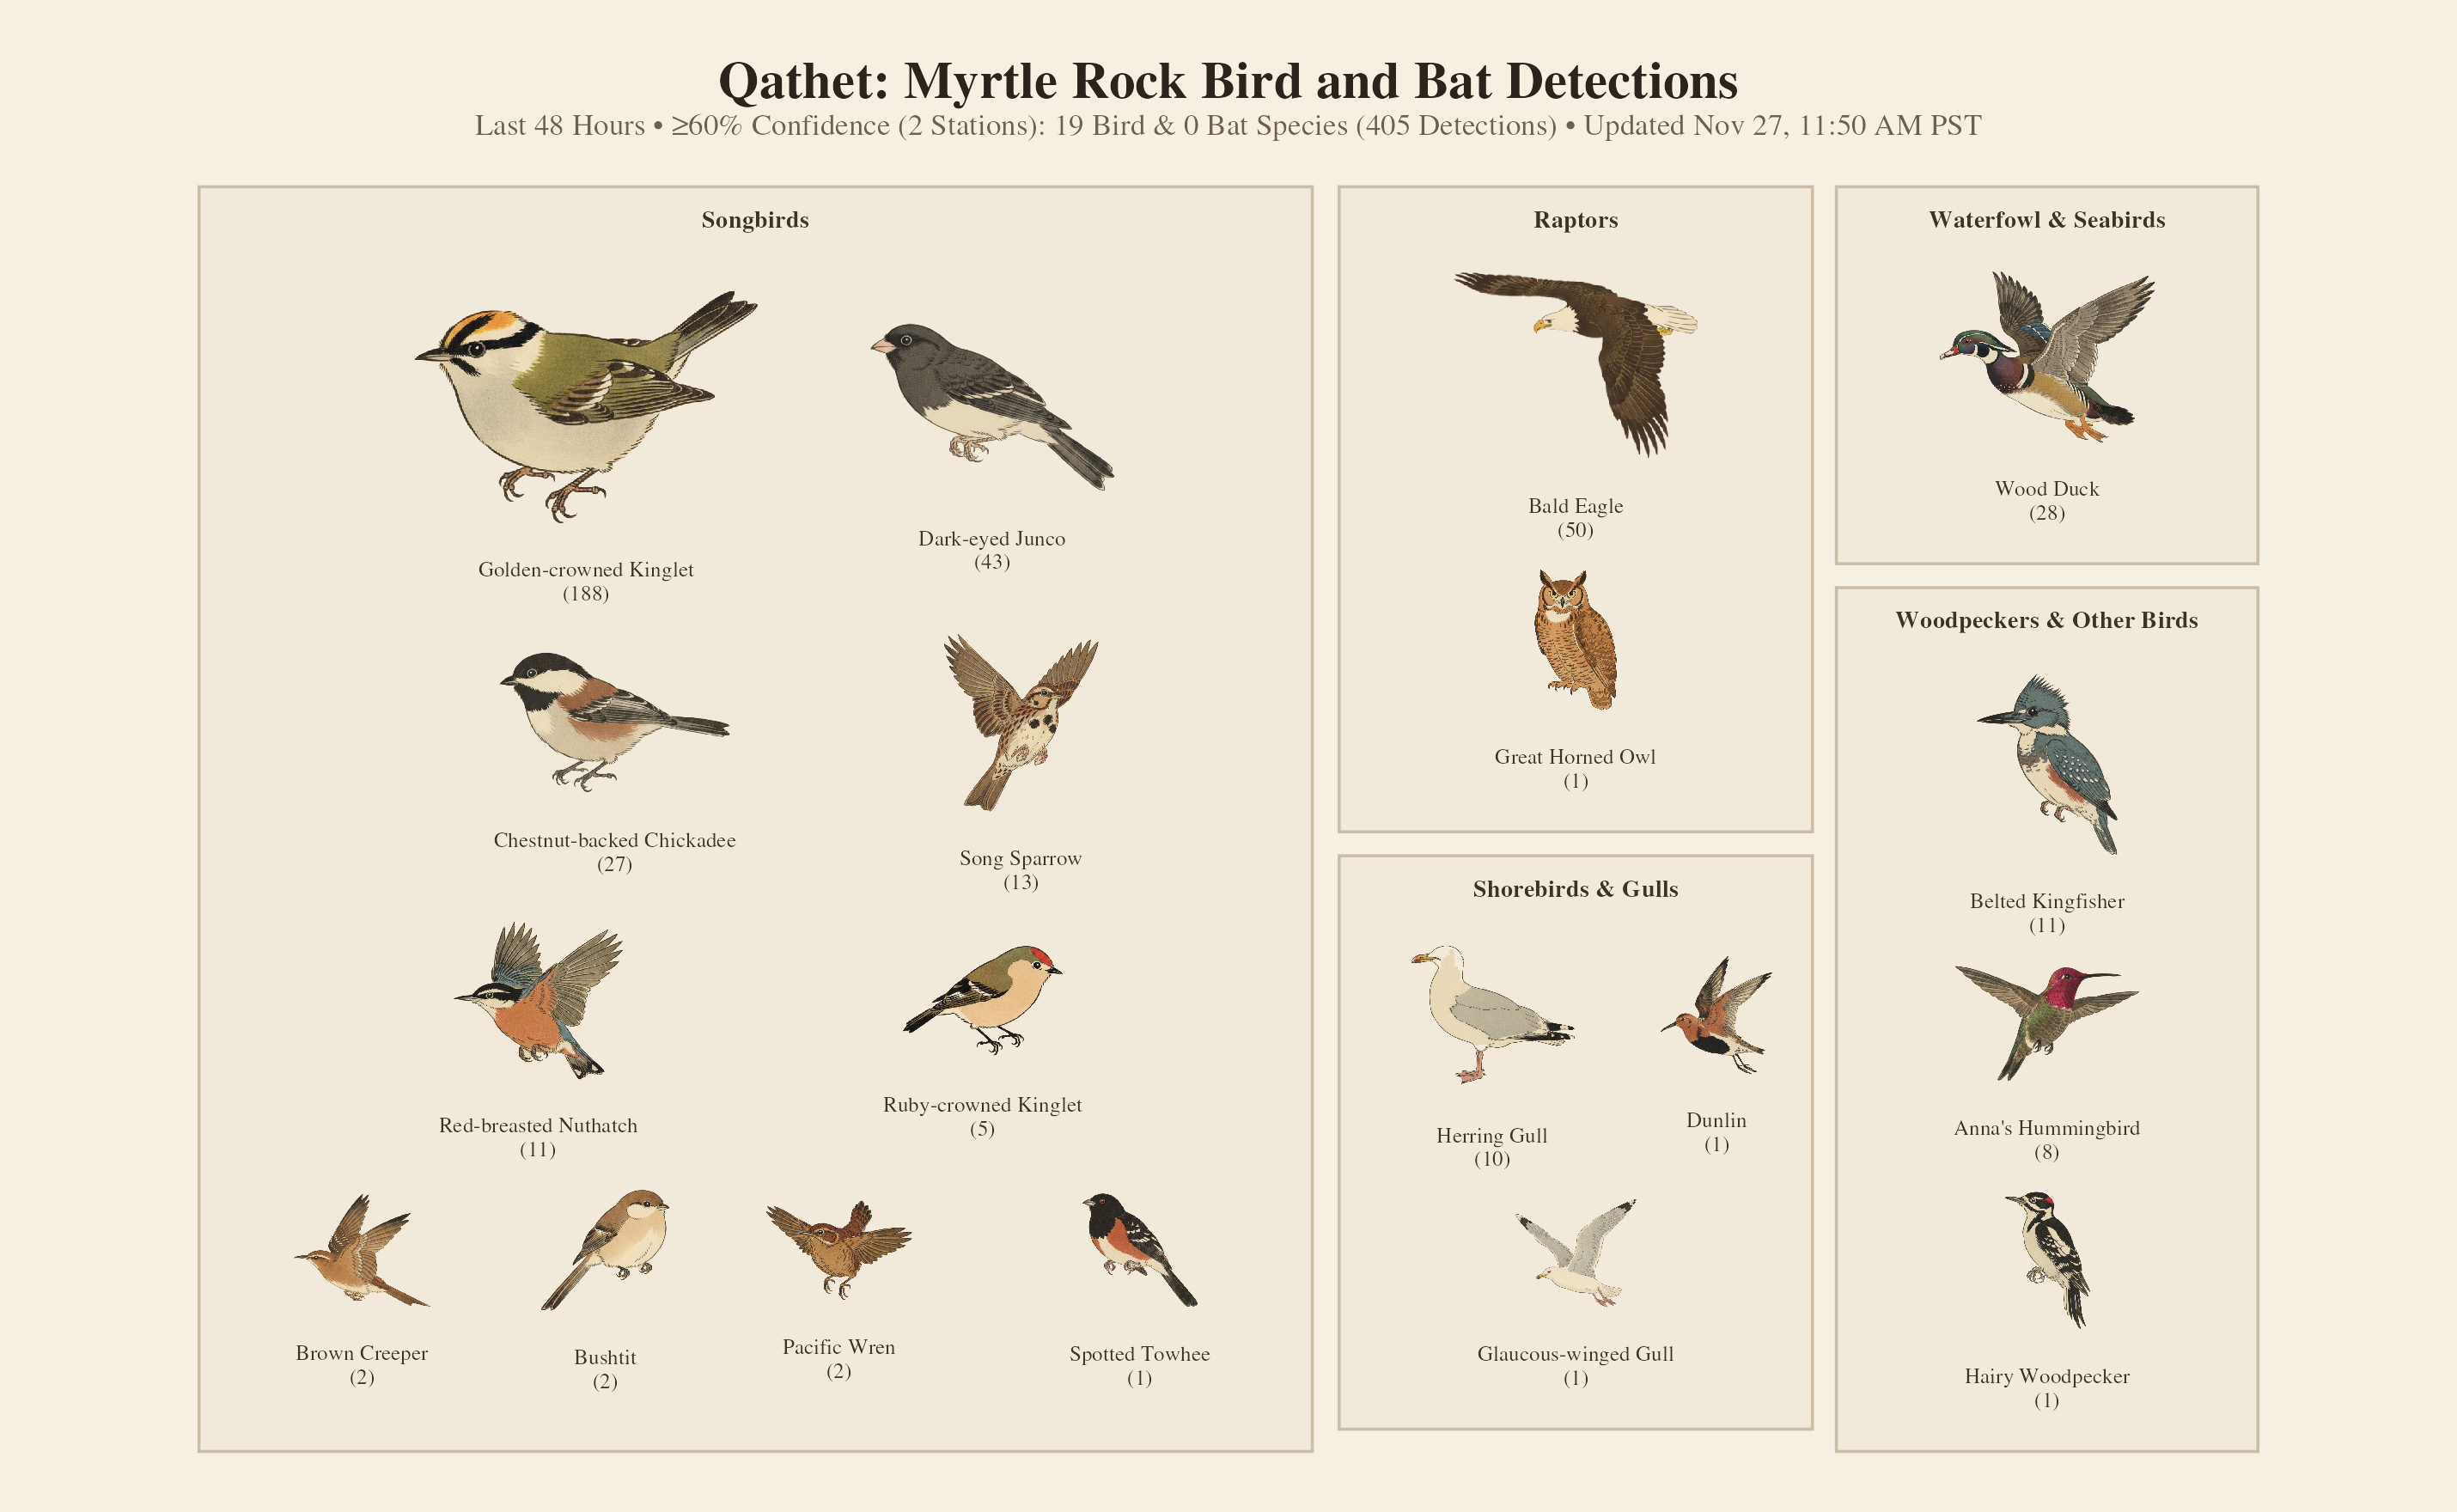 Qathet: Myrtle Rock Bird and Bat Detections
Last 48 Hours • ≥60% Confidence (2 Stations): 19 Bird & 0 Bat Species (405 Detections) • Updated Nov 27, 11:50 AM PST
Songbirds
Golden-crowned Kinglet
(188)
Dark-eyed Junco
(43)
Chestnut-backed Chickadee
(27)
Song Sparrow
(13)
Red-breasted Nuthatch
(11)
Ruby-crowned Kinglet
(5)
Brown Creeper
(2)
Bushtit
(2)
Pacific Wren
(2)
Spotted Towhee
(1)
Raptors
Bald Eagle
(50)
Great Horned Owl
(1)
Shorebirds & Gulls
Herring Gull
(10)
Dunlin
(1)
Glaucous-winged Gull
(1)
Waterfowl & Seabirds
Wood Duck
(28)
Woodpeckers & Other Birds
Belted Kingfisher
(11)
Anna's Hummingbird
(8)
Hairy Woodpecker
(1)